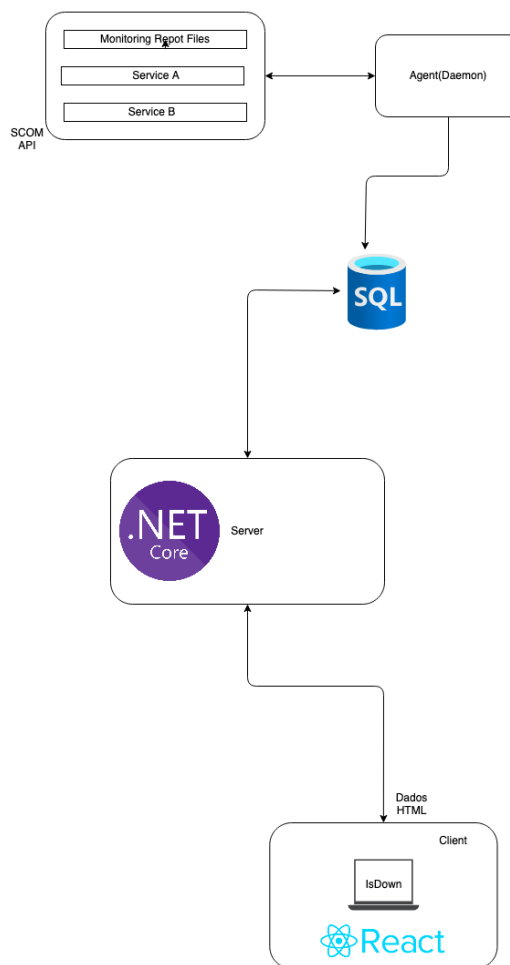 Monitoring Repot Files
Service A
Service B
SCOM
API
Agent(Daemon)
SQL
.NET
Core
Server
Dados
HTML
Client
IsDown
React